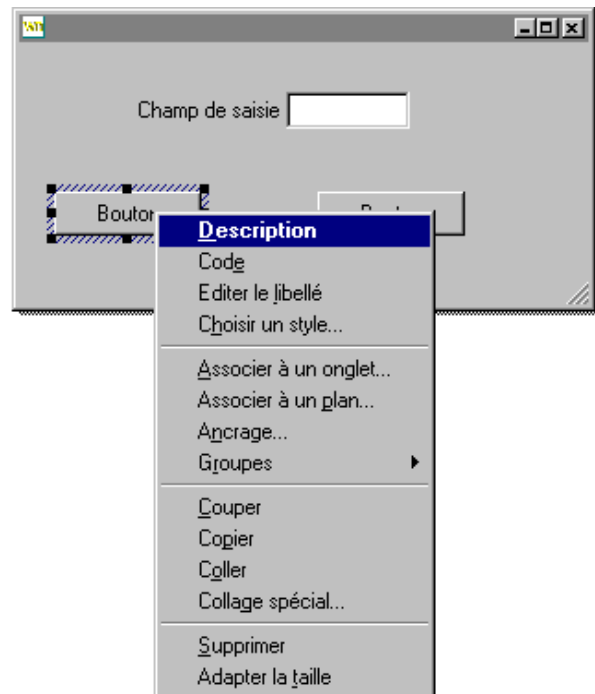 Champ de saisie
Bouton
Description
Code
Editer le libellé
Choisir un style...
Associer à un onglet...
Associer à un plan...
Ancrage...
Groupes
Couper
Copier
Coller
Collage spécial...
Supprimer
Adapter la taille